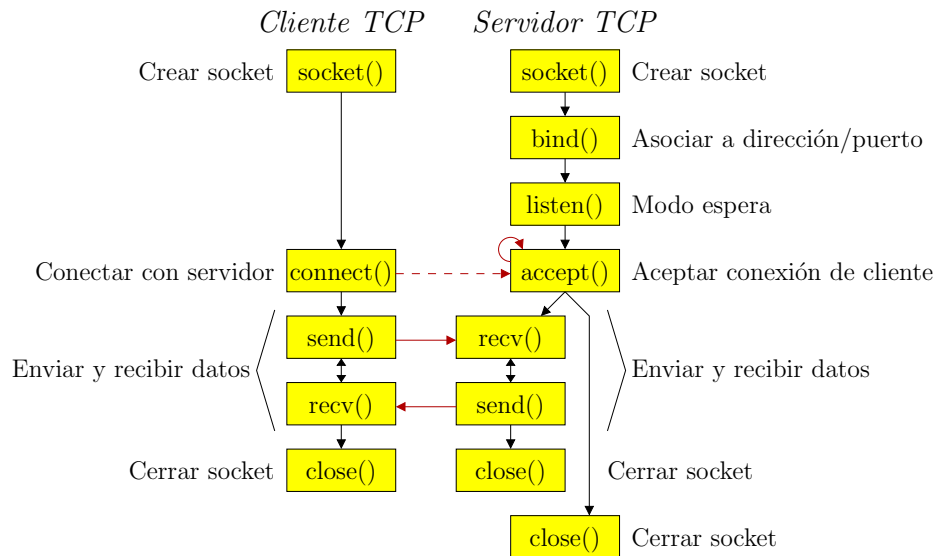 Cliente TCP
Servidor TCP
Crear socket
socket()
socket()
Crear socket
bind()
Asociar a dirección/puerto
listen()
Modo espera
Conectar con servidor
connect()
accept()
Aceptar conexión de cliente
send()
recv()
Enviar y recibir datos
Enviar y recibir datos
recv()
send()
Cerrar socket
close()
close()
Cerrar socket
close()
Cerrar socket